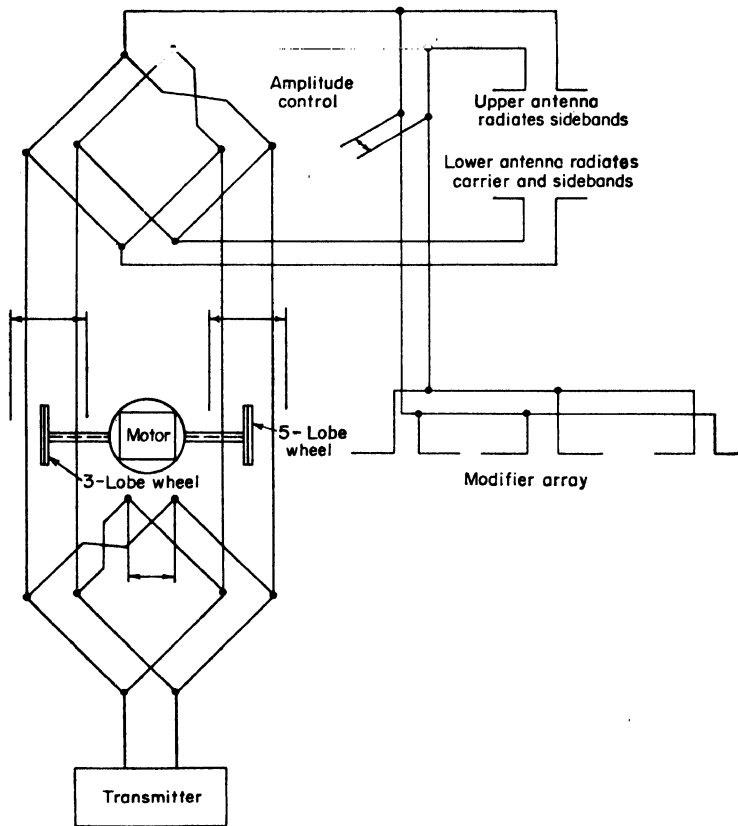 Amplitude
control
Upper antenna
radiates sidebands
Lower antenna radiates
carrier and sidebands
Motor
5-Lobe
wheel
3-Lobe wheel
Modifier array
Transmitter